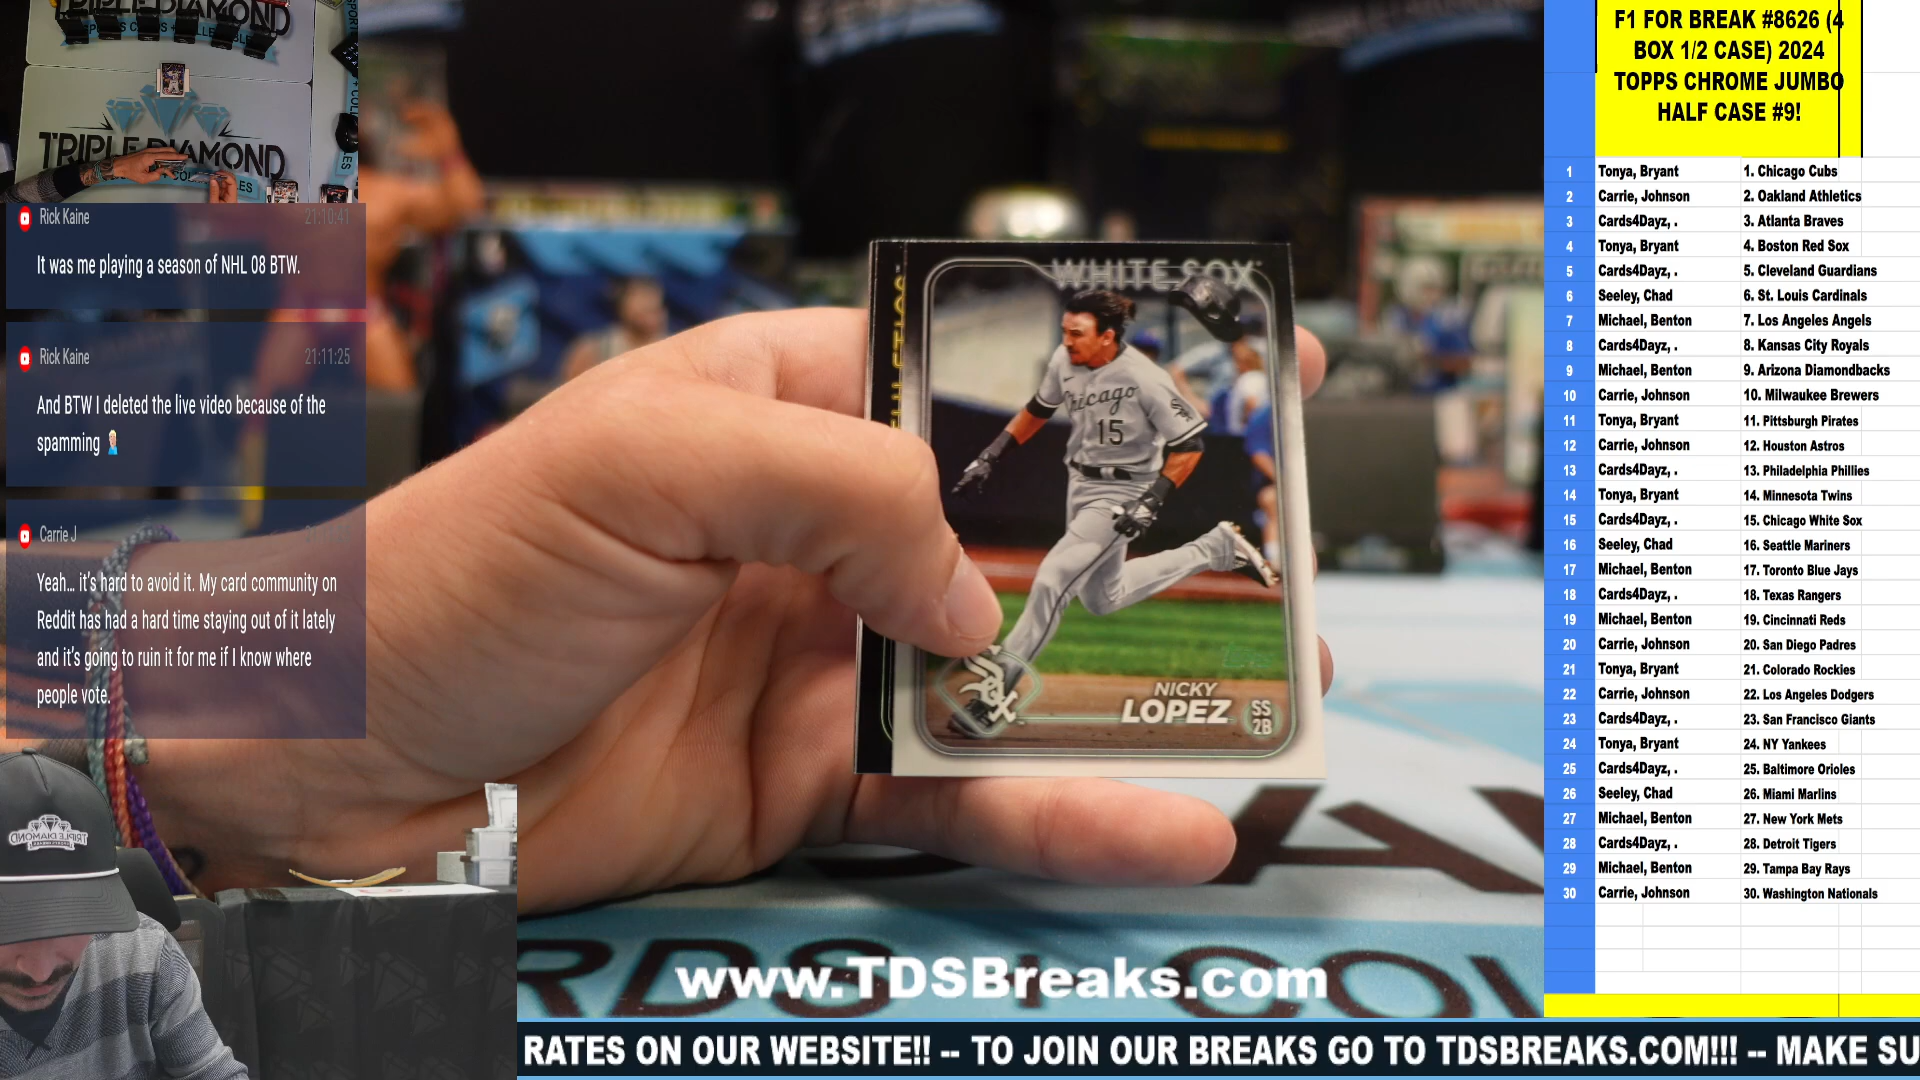 TRIPLE DIAMOND
TRIPLE DIAMOND
Rick Kaine 21:10:41
It was me playing a season of NHL 08 BTW.
Rick Kaine 21:11:25
And BTW I deleted the live video because of the
spamming
Carrie J
Yeah... it's hard to avoid it. My card community on
Reddit has had a hard time staying out of it lately
and it's going to ruin it for me if I know where
people vote.
WHITE SOX
Chicago
15
Sox
NICKY
LOPEZ
SS
2B
www.TDSBreaks.com
RATES ON OUR WEBSITE!! -- TO JOIN OUR BREAKS GO TO TDSBREAKS.COM!!! -- MAKE SU
F1 FOR BREAK #8626 (4
BOX 1/2 CASE) 2024
TOPPS CHROME JUMBO
HALF CASE #9!
1 Tonya, Bryant 1. Chicago Cubs
2 Carrie, Johnson 2. Oakland Athletics
3 Cards4Dayz, . 3. Atlanta Braves
4 Tonya, Bryant 4. Boston Red Sox
5 Cards4Dayz, . 5. Cleveland Guardians
6 Seeley, Chad 6. St. Louis Cardinals
7 Michael, Benton 7. Los Angeles Angels
8 Cards4Dayz, . 8. Kansas City Royals
9 Michael, Benton 9. Arizona Diamondbacks
10 Carrie, Johnson 10. Milwaukee Brewers
11 Tonya, Bryant 11. Pittsburgh Pirates
12 Carrie, Johnson 12. Houston Astros
13 Cards4Dayz, . 13. Philadelphia Phillies
14 Tonya, Bryant 14. Minnesota Twins
15 Cards4Dayz, . 15. Chicago White Sox
16 Seeley, Chad 16. Seattle Mariners
17 Michael, Benton 17. Toronto Blue Jays
18 Cards4Dayz, . 18. Texas Rangers
19 Michael, Benton 19. Cincinnati Reds
20 Carrie, Johnson 20. San Diego Padres
21 Tonya, Bryant 21. Colorado Rockies
22 Carrie, Johnson 22. Los Angeles Dodgers
23 Cards4Dayz, . 23. San Francisco Giants
24 Tonya, Bryant 24. NY Yankees
25 Cards4Dayz, . 25. Baltimore Orioles
26 Seeley, Chad 26. Miami Marlins
27 Michael, Benton 27. New York Mets
28 Cards4Dayz, . 28. Detroit Tigers
29 Michael, Benton 29. Tampa Bay Rays
30 Carrie, Johnson 30. Washington Nationals